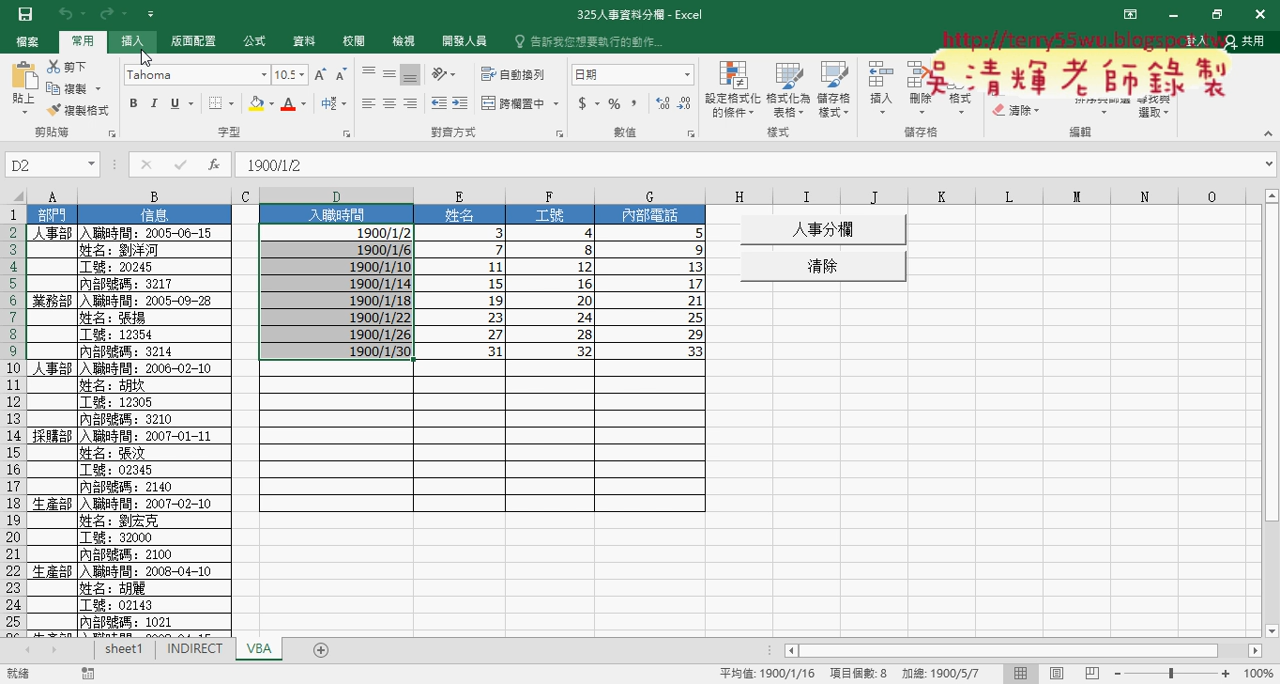 325人事資料分欄 - Excel
檔案 常用 插入 版面配置 公式 資料 校閱 檢視 開發人員 告訴我您想要執行的動作... 登入 共用
http://terry55wu.blogspot.tw
吳清輝老師錄製
貼上 剪下 複製 複製格式 剪貼簿
Tahoma 10.5 B I U 字型
自動換列 跨欄置中 對齊方式
日期 $ % 數值
設定格式化的條件 格式化為表格 儲存格樣式 樣式
插入 刪除 格式 儲存格
清除 編輯
D2 fx 1900/1/2
A B C D E F G H I J K L M N O
1 部門 信息 入職時間 姓名 工號 內部電話
2 人事部 入職時間：2005-06-15 1900/1/2 3 4 5
3 姓名：劉洋河 1900/1/6 7 8 9
4 工號：20245 1900/1/10 11 12 13
5 內部號碼：3217 1900/1/14 15 16 17
6 業務部 入職時間：2005-09-28 1900/1/18 19 20 21
7 姓名：張揚 1900/1/22 23 24 25
8 工號：12354 1900/1/26 27 28 29
9 內部號碼：3214 1900/1/30 31 32 33
10 人事部 入職時間：2006-02-10
11 姓名：胡坎
12 工號：12305
13 內部號碼：3210
14 採購部 入職時間：2007-01-11
15 姓名：張汶
16 工號：02345
17 內部號碼：2140
18 生產部 入職時間：2007-02-10
19 姓名：劉宏克
20 工號：32000
21 內部號碼：2100
22 生產部 入職時間：2008-04-10
23 姓名：胡麗
24 工號：02143
25 內部號碼：1021
人事分欄
清除
sheet1 INDIRECT VBA
就緒 平均值: 1900/1/16 項目個數: 8 加總: 1900/5/7 100%